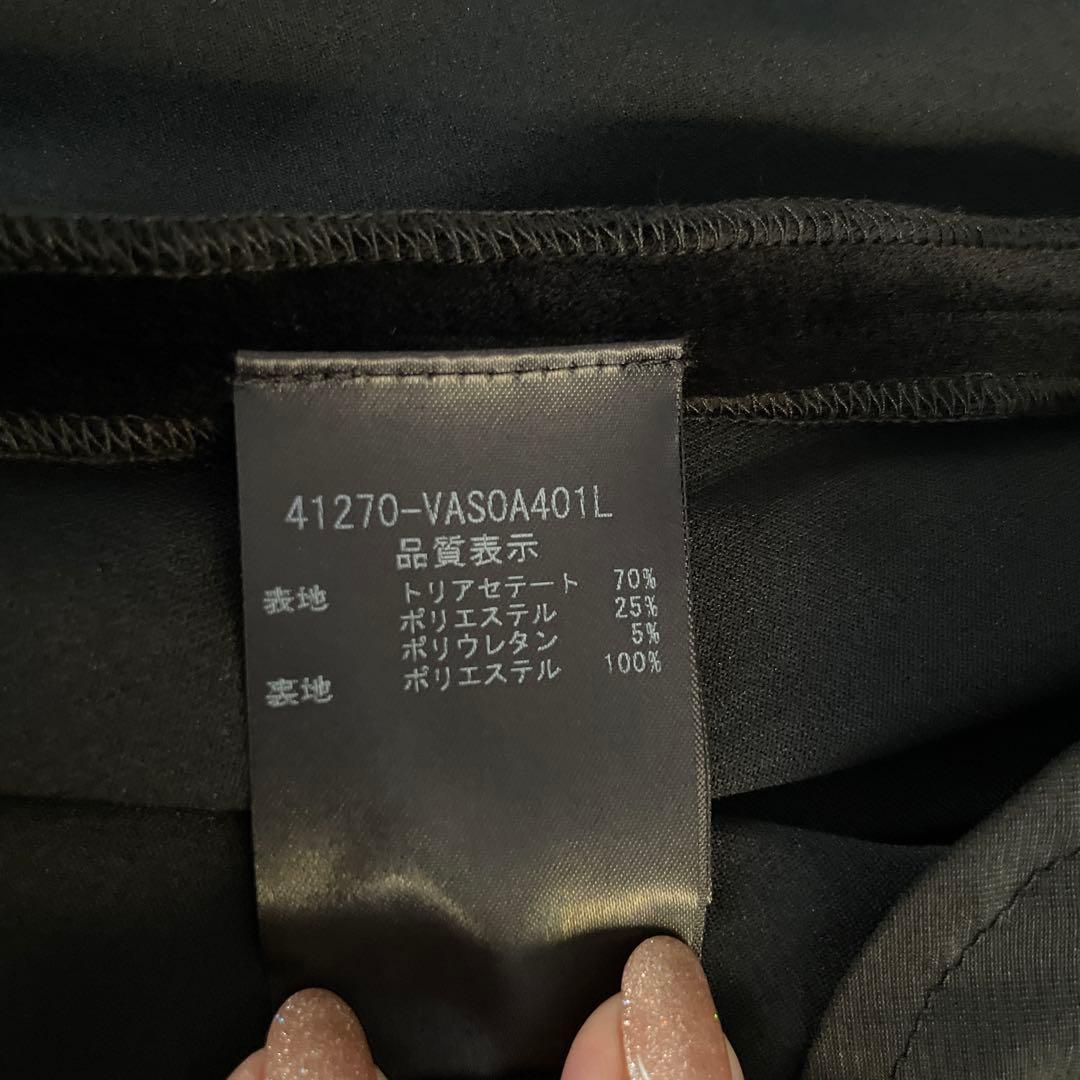 41270-VASOA401L
品質表示
表地 トリアセテート 70%
ポリエステル 25%
ポリウレタン 5%
裏地 ポリエステル 100%